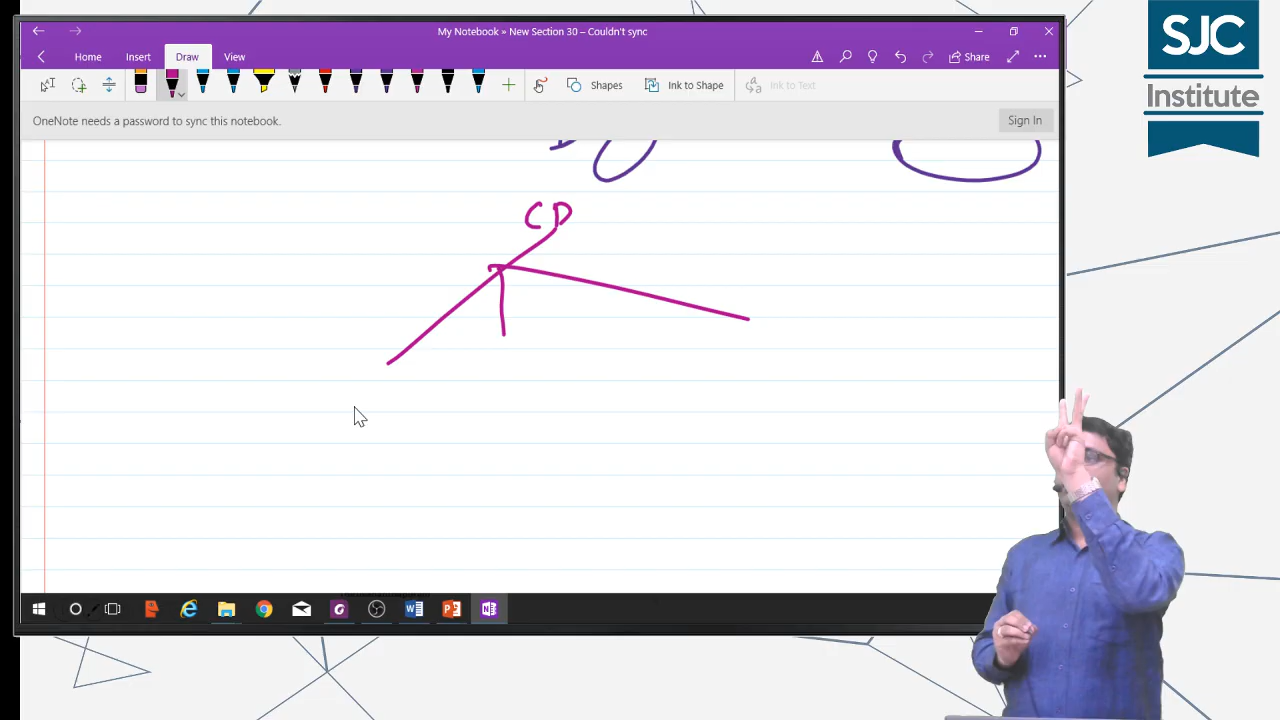 My Notebook » New Section 30 – Couldn't sync
Home Insert Draw View
Share
Shapes Ink to Shape Ink to Text
OneNote needs a password to sync this notebook.
Sign In
CD
SJC
Institute